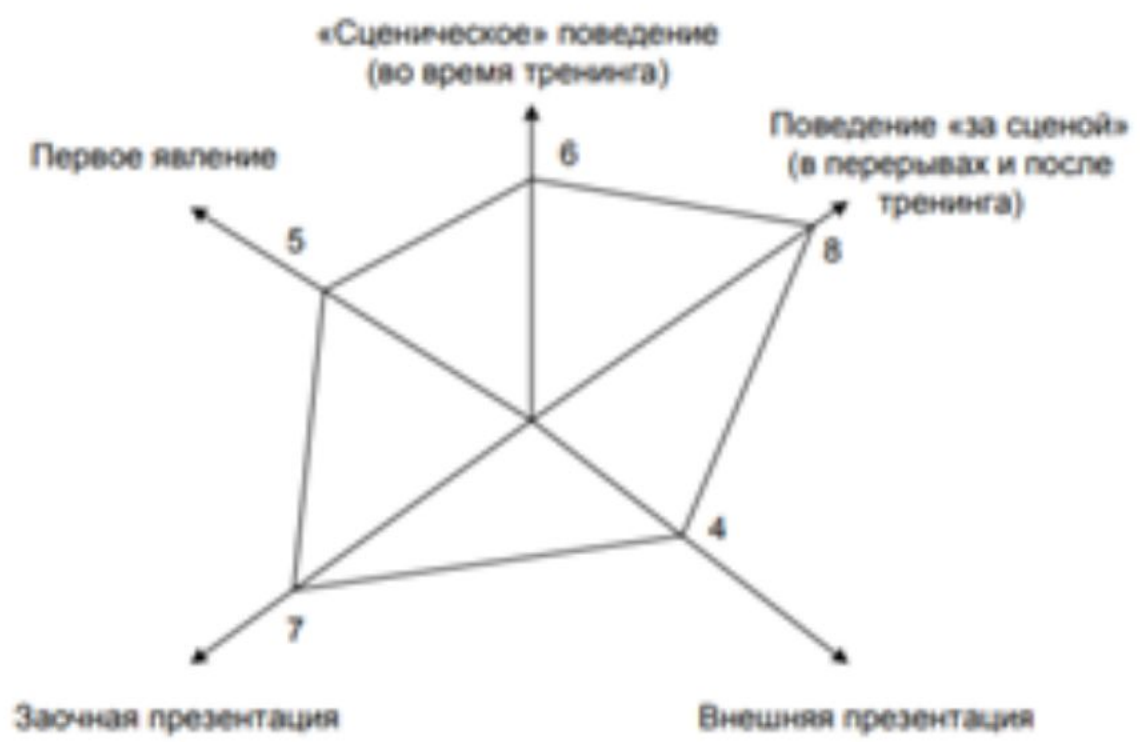 «Сценическое» поведение
(во время тренинга)
Поведение «за сценой»
(в перерывах и после
тренинга)
Первое явление
6
5
8
4
7
Заочная презентация
Внешняя презентация